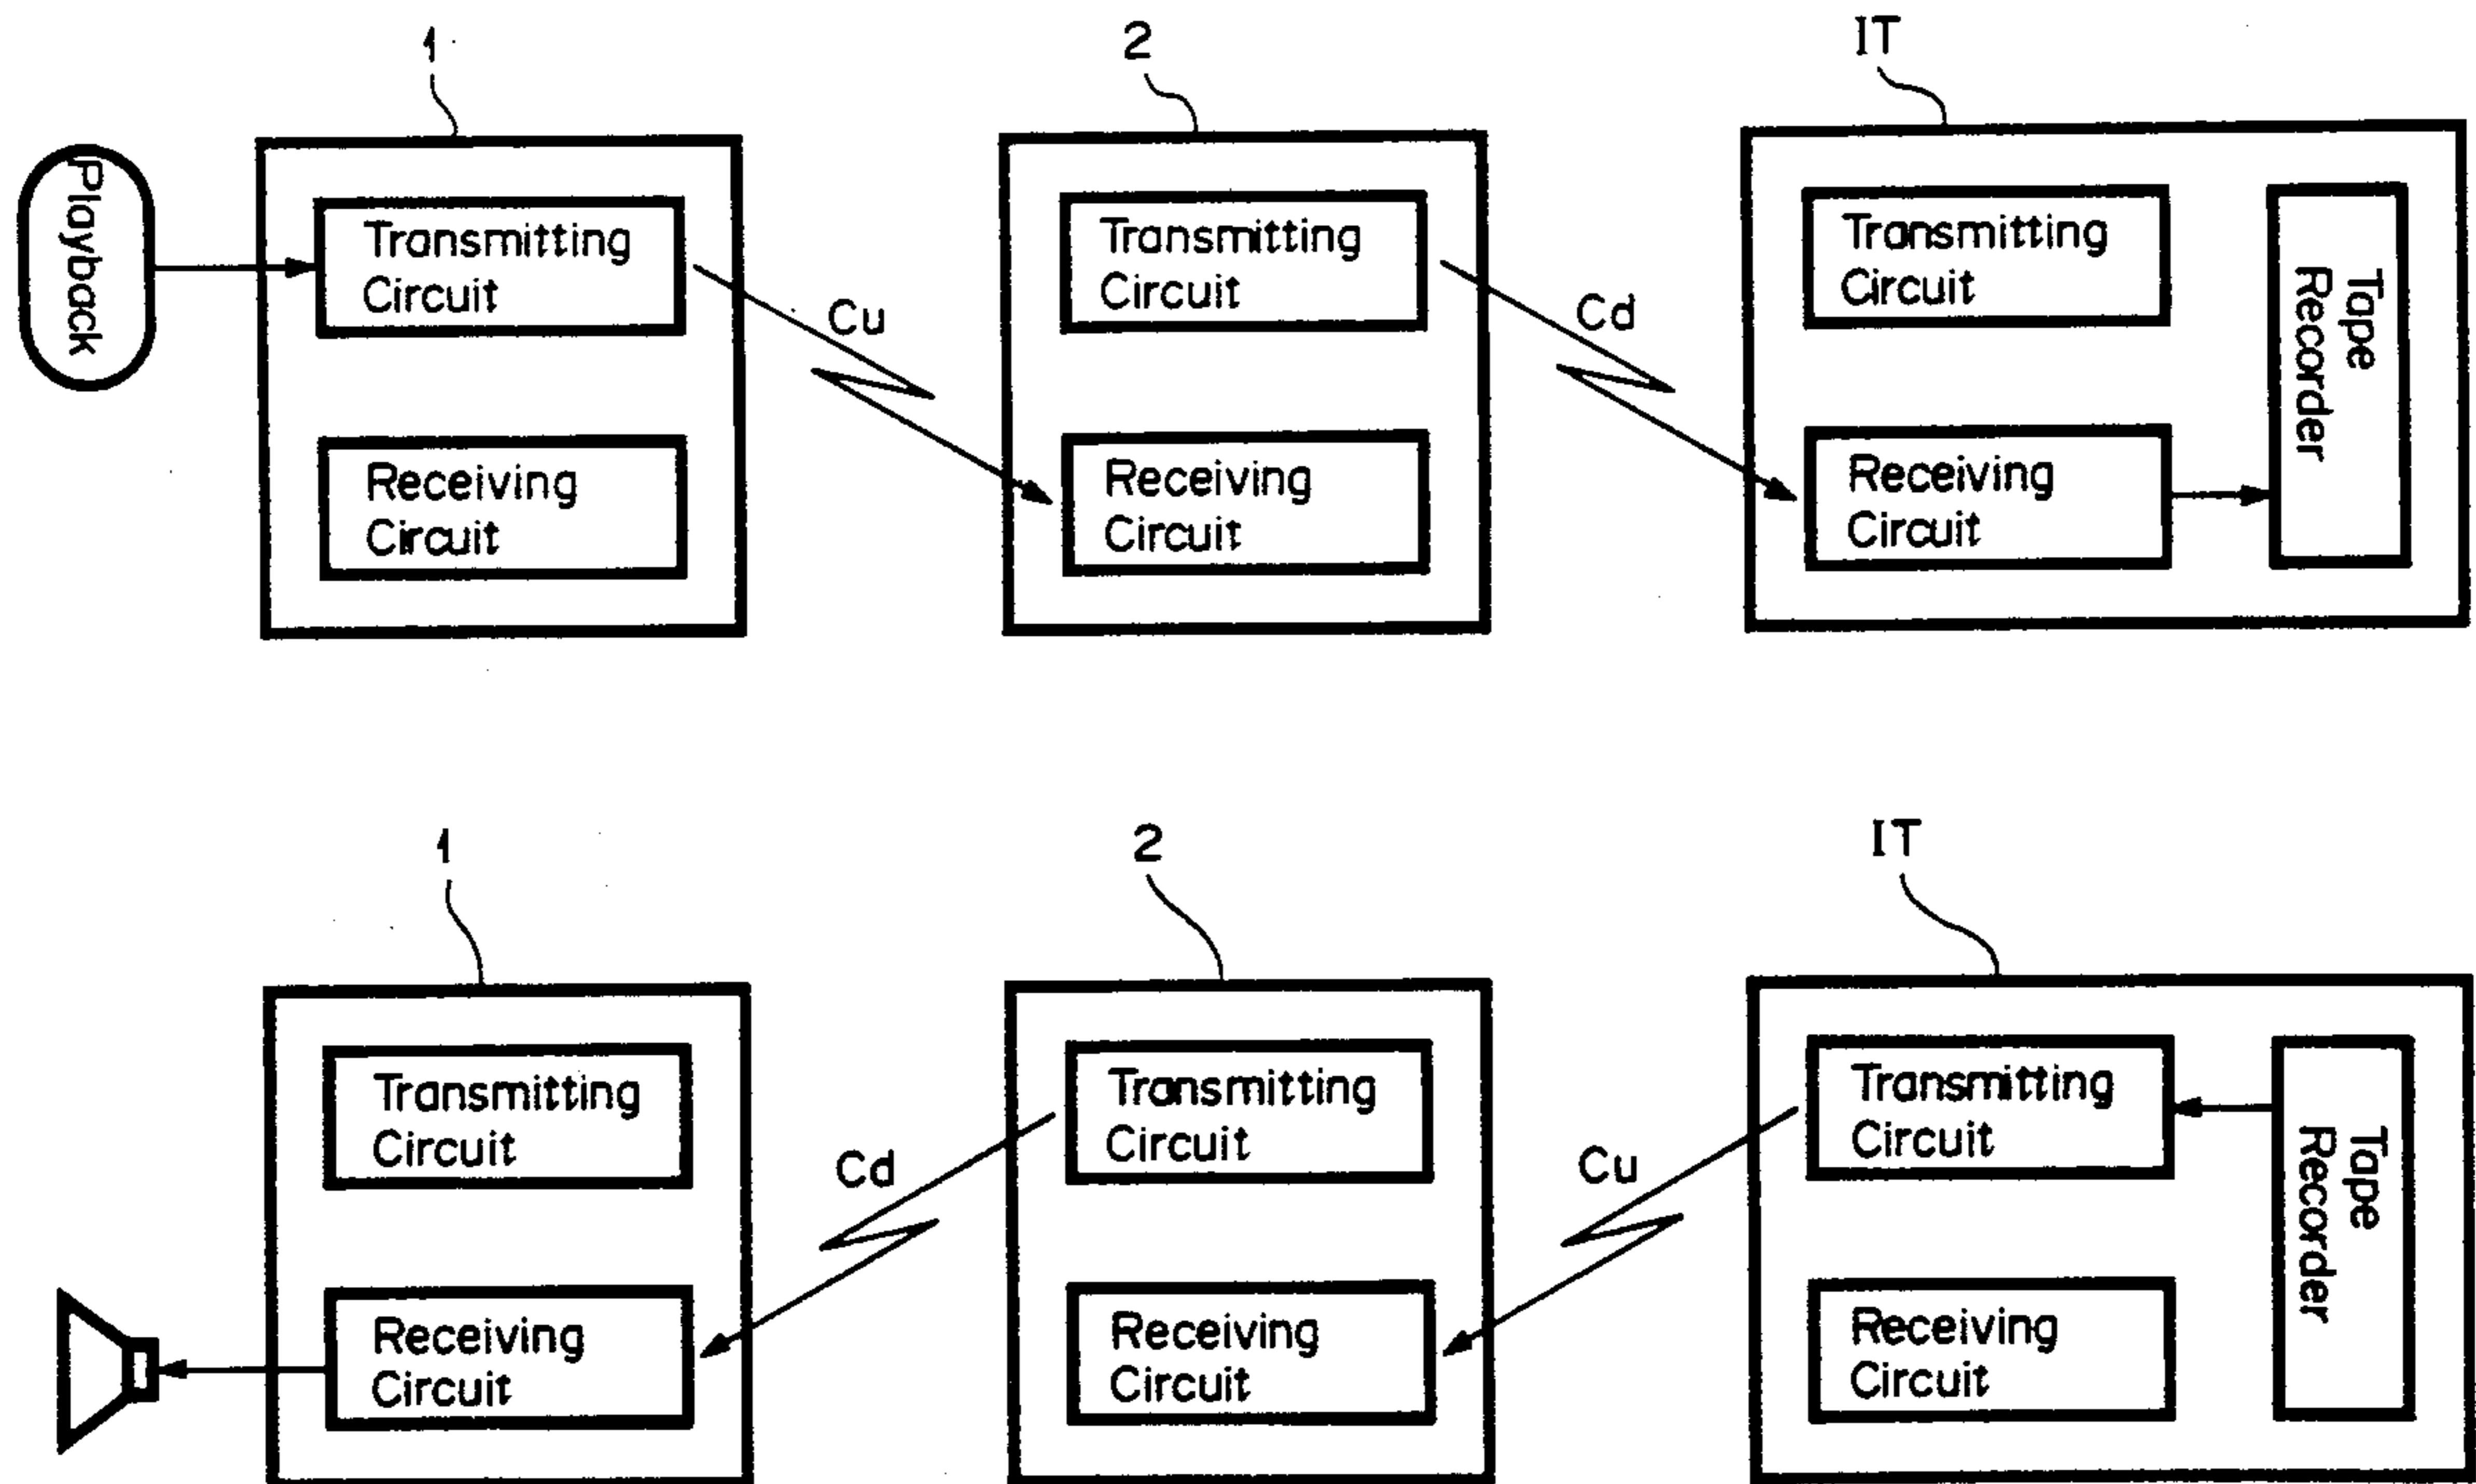 1
2
IT
Playback
Transmitting
Circuit
Receiving
Circuit
Cu
Transmitting
Circuit
Receiving
Circuit
Cd
Transmitting
Circuit
Receiving
Circuit
Tape
Recorder
1
2
IT
Transmitting
Circuit
Receiving
Circuit
Cd
Transmitting
Circuit
Receiving
Circuit
Cu
Transmitting
Circuit
Receiving
Circuit
Tape
Recorder